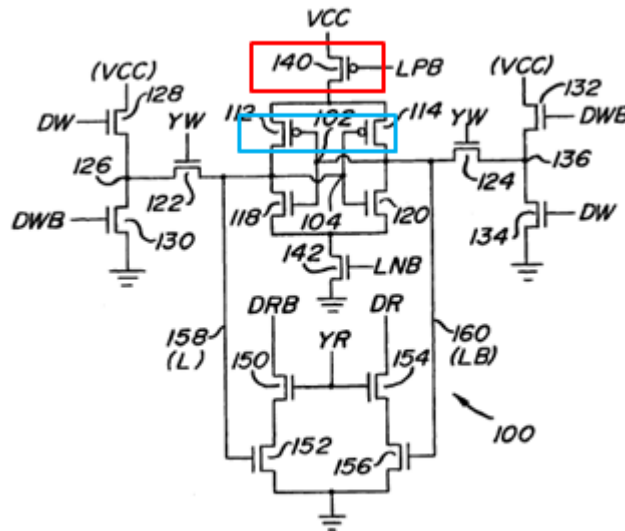 VCC
140
LPB
(VCC)
(VCC)
128
132
DW
YW
112
102
114
YW
DWB
126
136
122
124
118
104
120
DWB
130
134
DW
142
LNB
DRB
DR
158
(L)
YR
160
(LB)
150
154
100
152
156